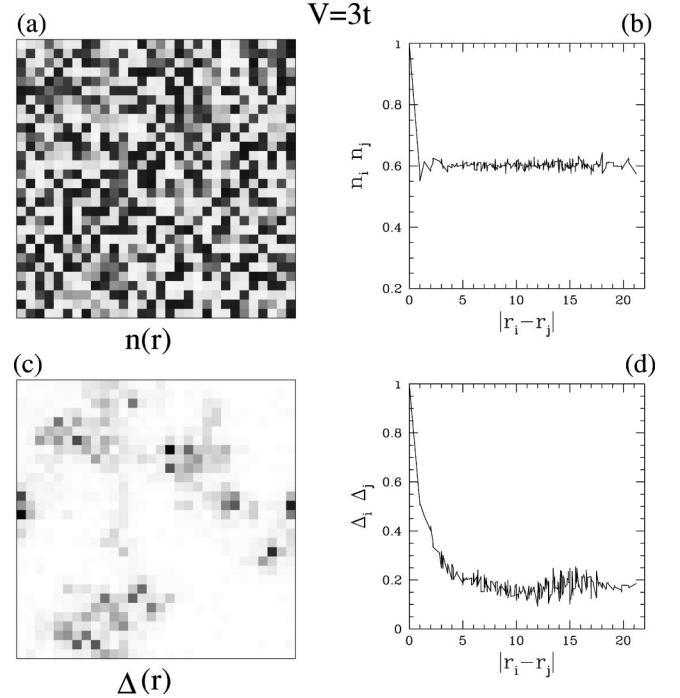 V=3t
(a)
(b)
1
0.8
0.6
0.4
0.2
n_i n_j
0 5 10 15 20
|r_i−r_j|
n(r)
(c)
(d)
1
0.8
0.6
0.4
0.2
0
Δ_i Δ_j
0 5 10 15 20
|r_i−r_j|
Δ(r)